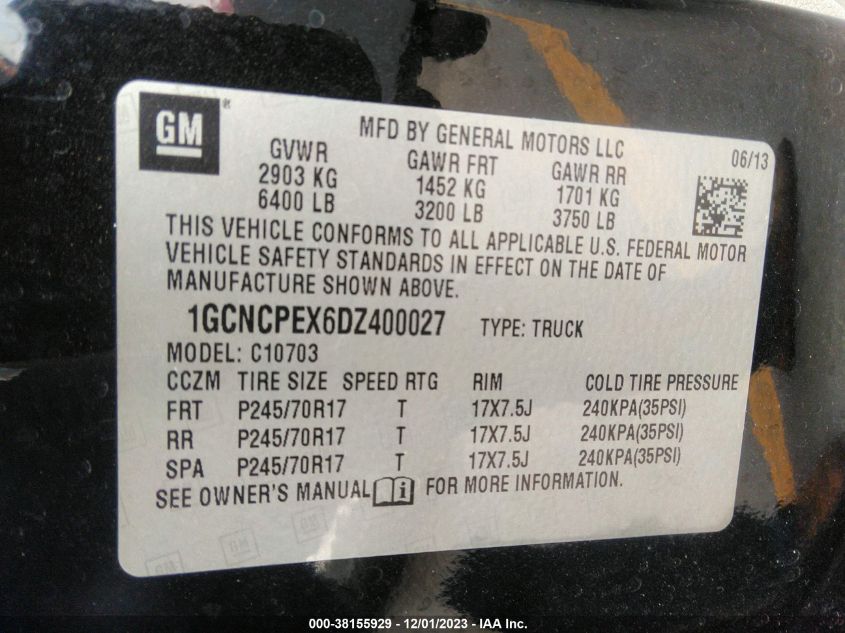 GM®
MFD BY GENERAL MOTORS LLC
06/13
GVWR GAWR FRT GAWR RR
2903 KG 1452 KG 1701 KG
6400 LB 3200 LB 3750 LB
THIS VEHICLE CONFORMS TO ALL APPLICABLE U.S. FEDERAL MOTOR
VEHICLE SAFETY STANDARDS IN EFFECT ON THE DATE OF
MANUFACTURE SHOWN ABOVE.
1GCNCPEX6DZ400027 TYPE: TRUCK
MODEL: C10703
CCZM TIRE SIZE SPEED RTG RIM COLD TIRE PRESSURE
FRT P245/70R17 T 17X7.5J 240KPA(35PSI)
RR P245/70R17 T 17X7.5J 240KPA(35PSI)
SPA P245/70R17 T 17X7.5J 240KPA(35PSI)
SEE OWNER'S MANUAL i FOR MORE INFORMATION.
000-38155929 - 12/01/2023 - IAA Inc.